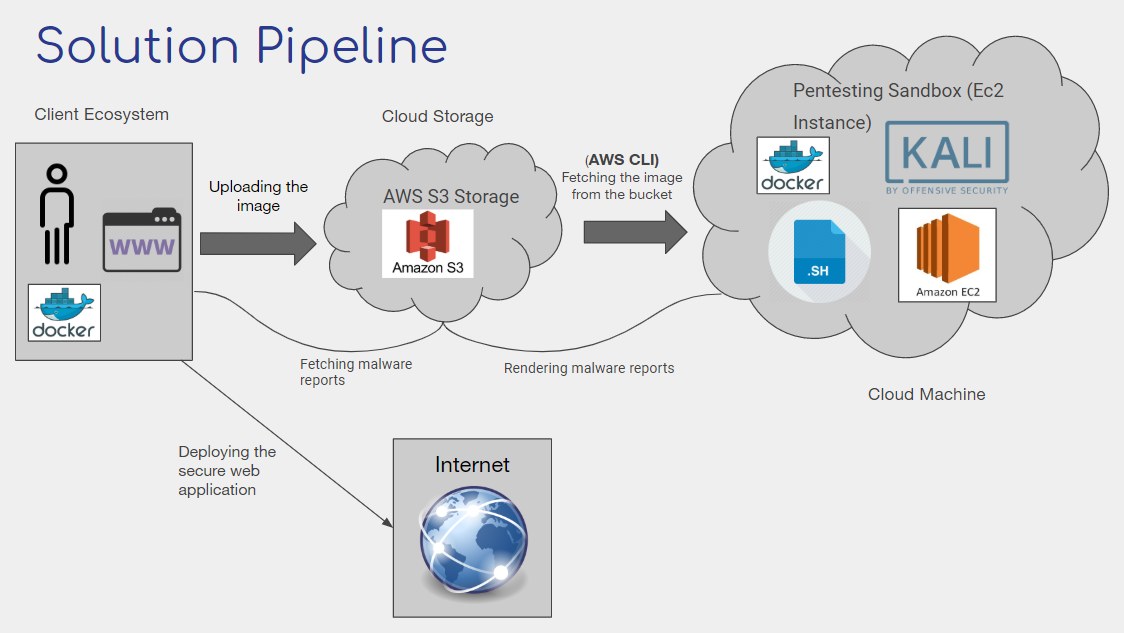 Solution Pipeline
Client Ecosystem
WWW
docker
Uploading the
image
Cloud Storage
AWS S3 Storage
Amazon S3
(AWS CLI)
Fetching the image
from the bucket
Pentesting Sandbox (Ec2
Instance)
docker
KALI
BY OFFENSIVE SECURITY
.SH
Amazon EC2
Cloud Machine
Fetching malware
reports
Rendering malware reports
Deploying the
secure web
application
Internet